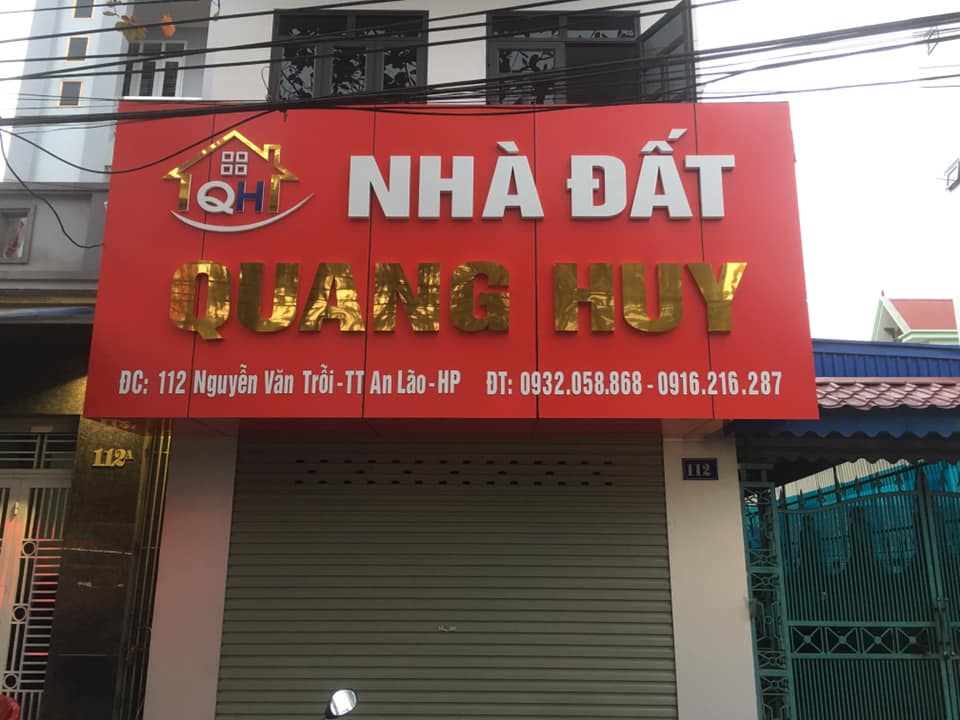 QH
NHÀ ĐẤT
QUANG HUY
ĐC: 112 Nguyễn Văn Trỗi - TT An Lão - HP ĐT: 0932.058.868 - 0916.216.287
112A
112